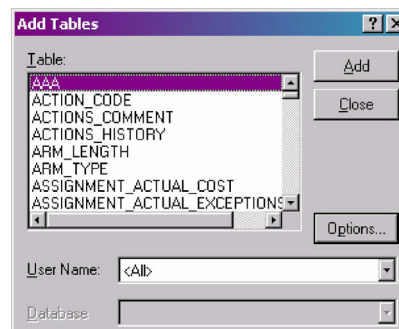 Add Tables
Table:
AAA
ACTION_CODE
ACTIONS_COMMENT
ACTIONS_HISTORY
ARM_LENGTH
ARM_TYPE
ASSIGNMENT_ACTUAL_COST
ASSIGNMENT_ACTUAL_EXCEPTIONS
Add
Close
Options...
User Name: <All>
Database